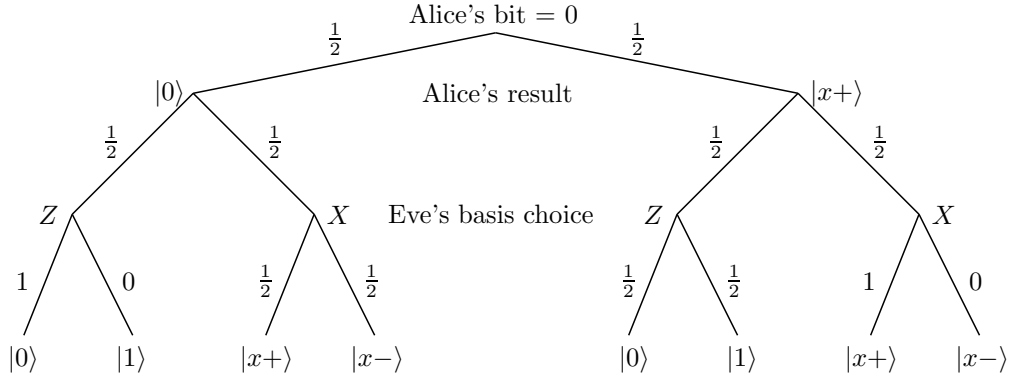 Alice's bit = 0
1/2 1/2
|0⟩ Alice's result |x+⟩
1/2 1/2 1/2 1/2
Z X Eve's basis choice Z X
1 0 1/2 1/2 1/2 1/2 1 0
|0⟩ |1⟩ |x+⟩ |x−⟩ |0⟩ |1⟩ |x+⟩ |x−⟩